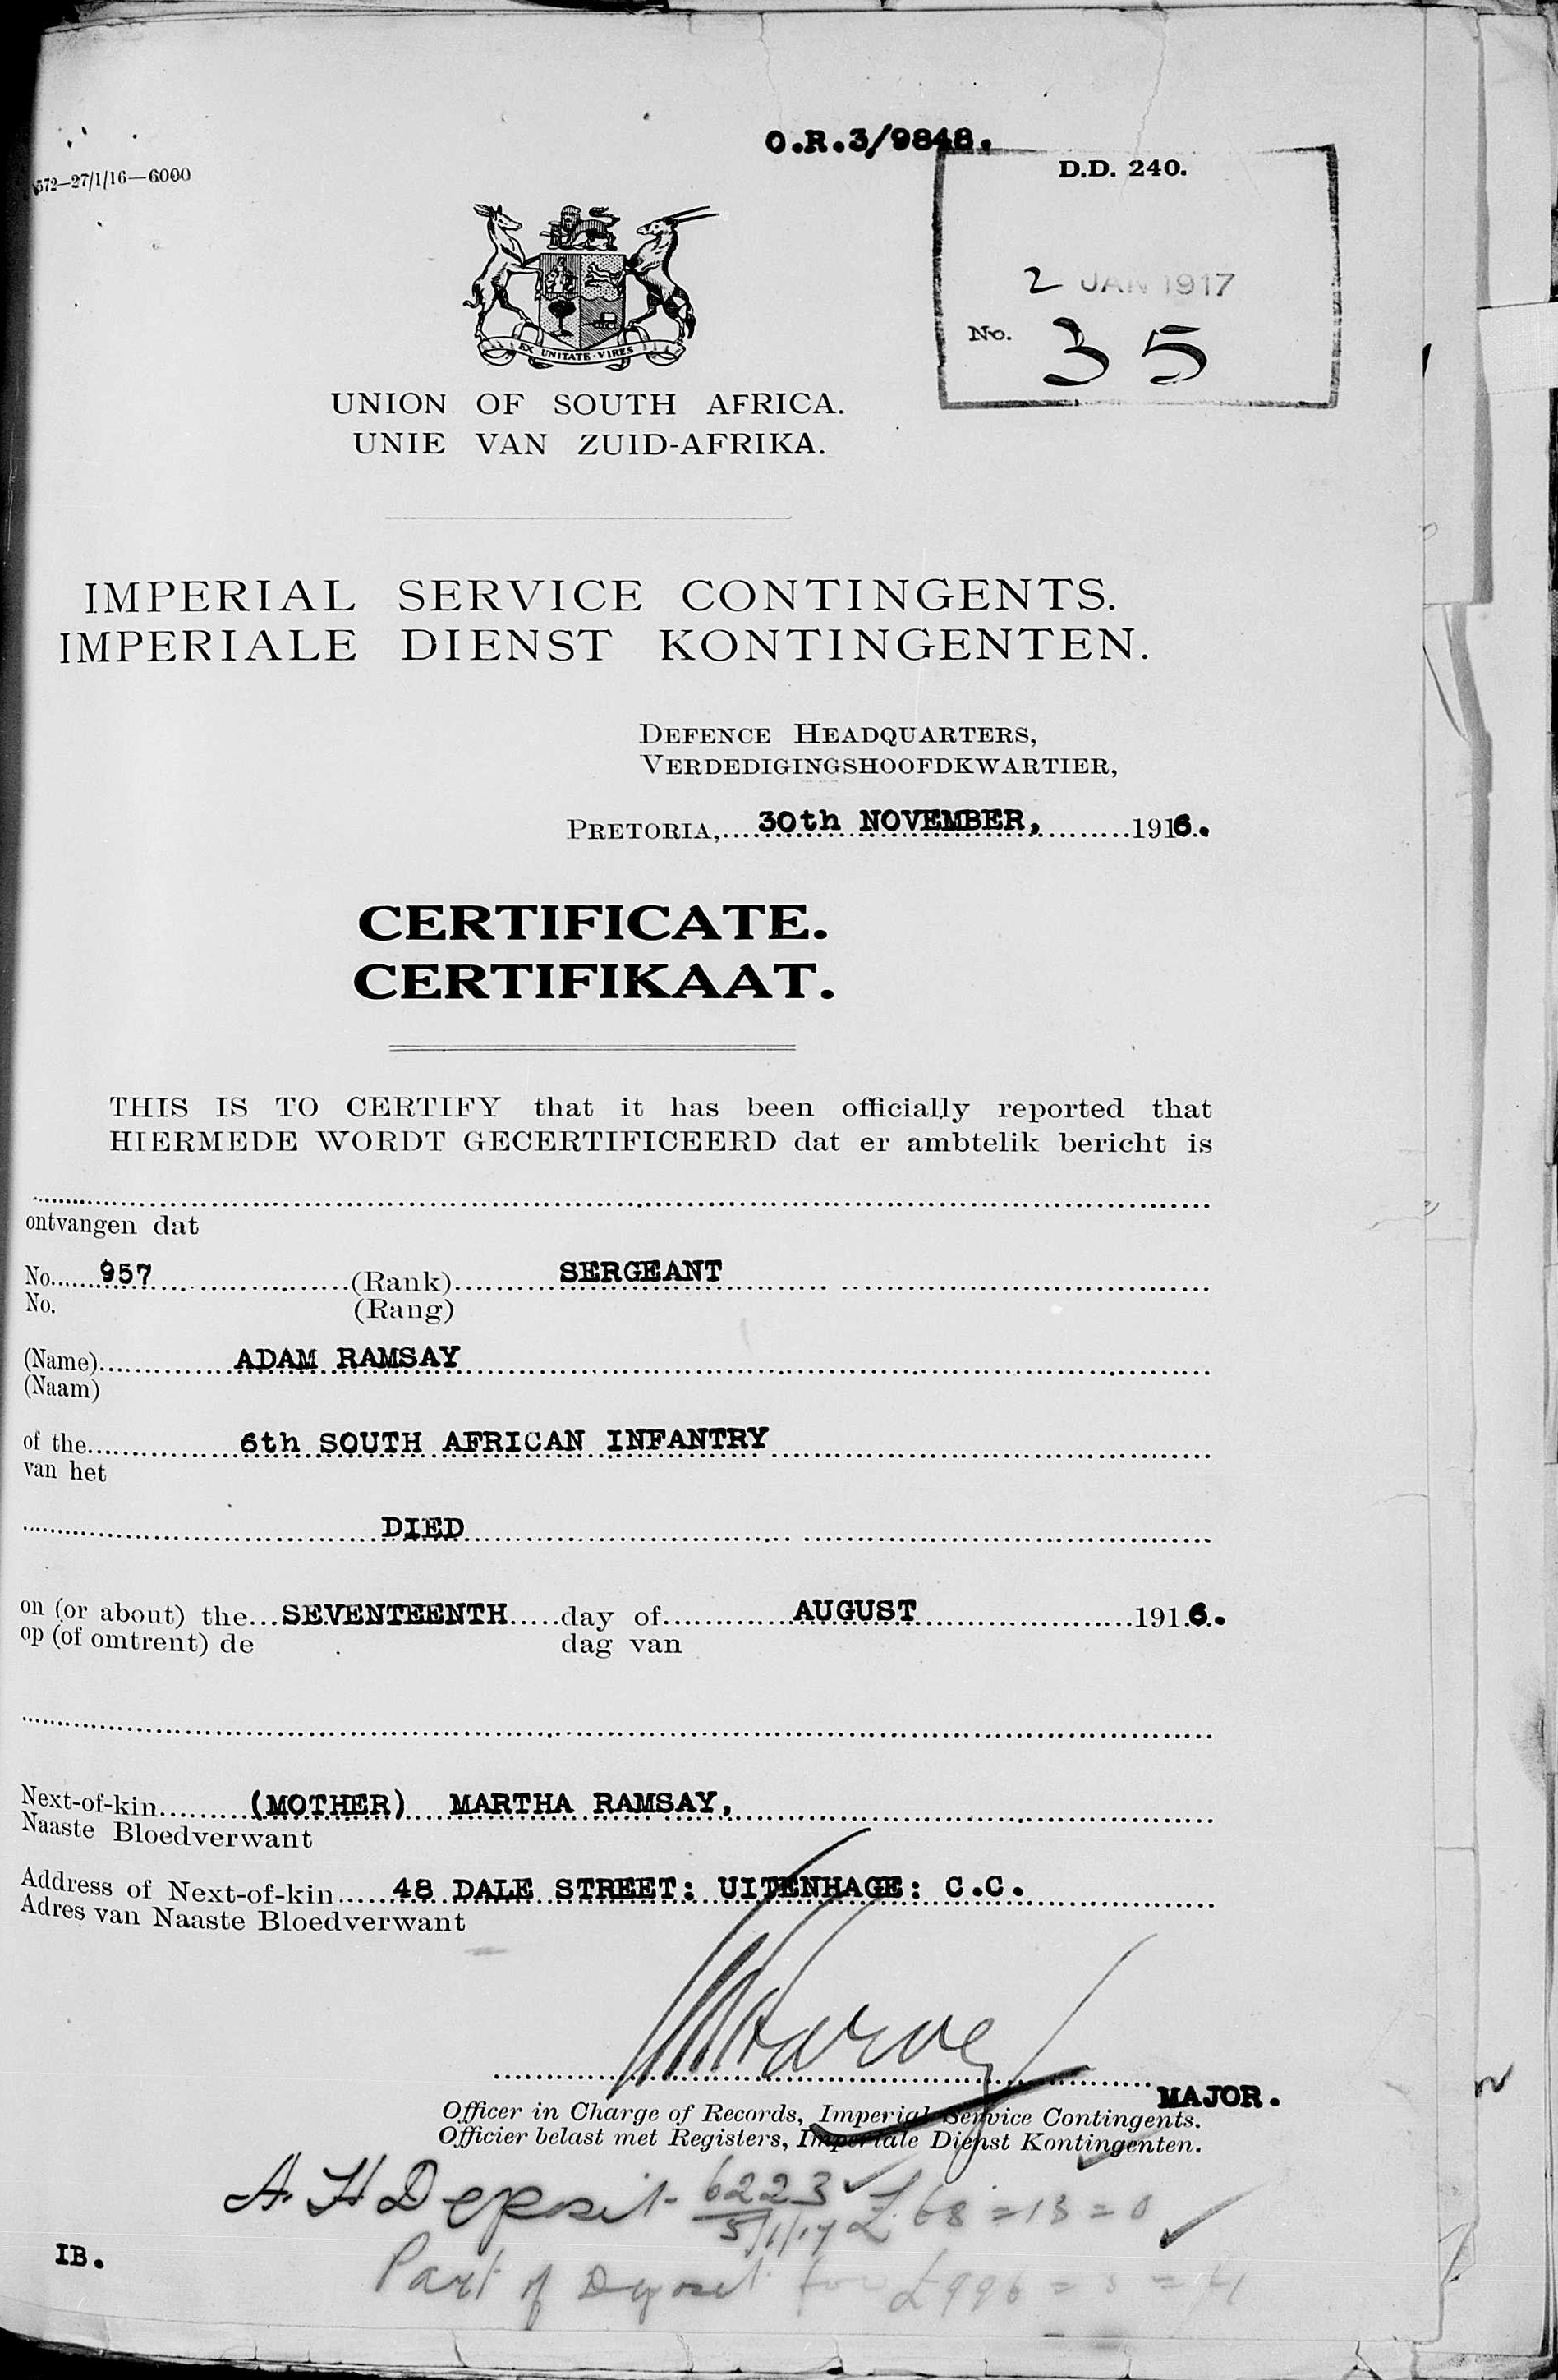 O.R.3/9848.
D.D. 240.
572—27/1/16—6000
2 JAN 1917
No. 35
EX UNITATE VIRES
UNION OF SOUTH AFRICA.
UNIE VAN ZUID-AFRIKA.
IMPERIAL SERVICE CONTINGENTS.
IMPERIALE DIENST KONTINGENTEN.
DEFENCE HEADQUARTERS,
VERDEDIGINGSHOOFDKWARTIER,
PRETORIA, 30th NOVEMBER, 1916.
CERTIFICATE.
CERTIFIKAAT.
THIS IS TO CERTIFY that it has been officially reported that
HIERMEDE WORDT GECERTIFICEERD dat er ambtelik bericht is
ontvangen dat
No. 957 (Rank) SERGEANT
No. (Rang)
(Name) ADAM RAMSAY
(Naam)
of the 6th SOUTH AFRICAN INFANTRY
van het
DIED
on (or about) the SEVENTEENTH day of AUGUST 1916.
op (of omtrent) de dag van
Next-of-kin (MOTHER) MARTHA RAMSAY,
Naaste Bloedverwant
Address of Next-of-kin 48 DALE STREET: UITENHAGE: C.C.
Adres van Naaste Bloedverwant
MAJOR.
Officer in Charge of Records, Imperial Service Contingents.
Officier belast met Registers, Imperiale Dienst Kontingenten.
A. H Deposit 6223 £68=13=0
5/1/17
IB.
Part of Deposit for £996 = 4